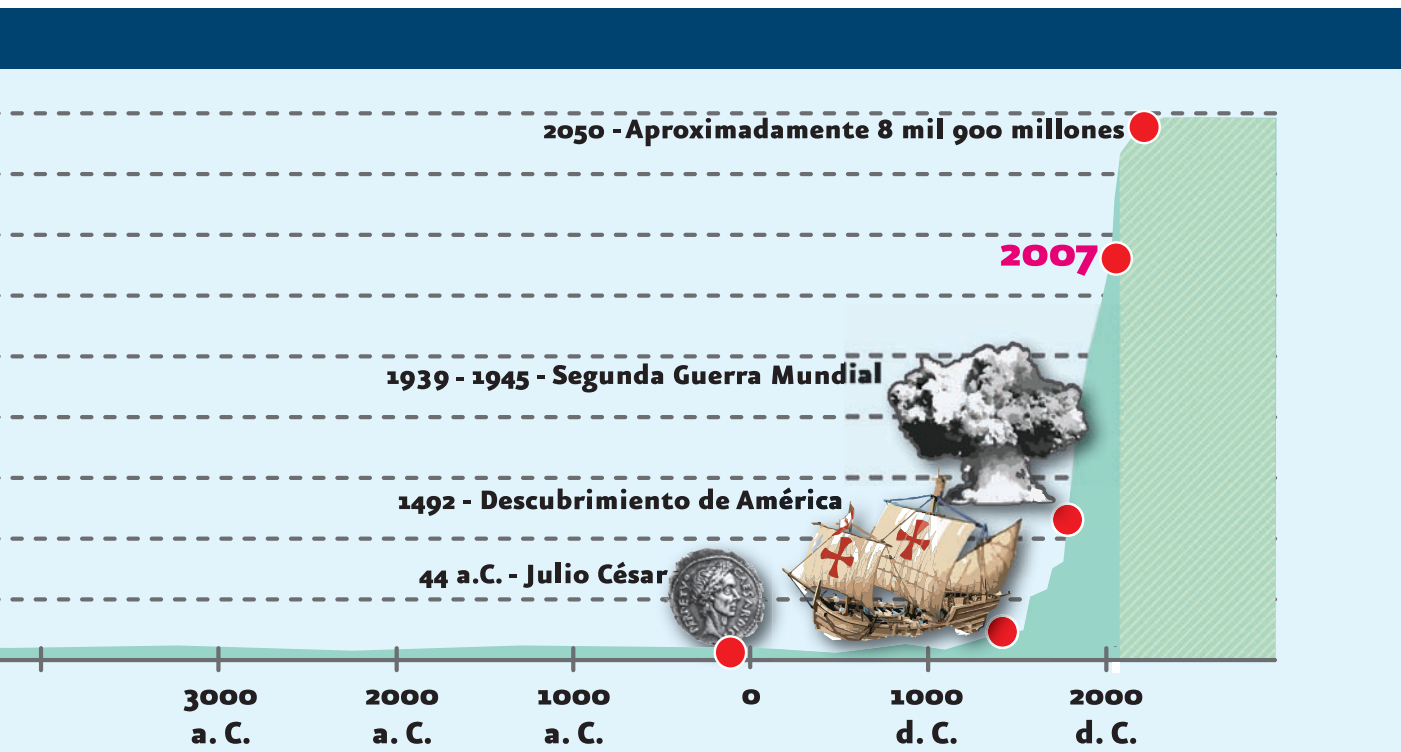 2050 - Aproximadamente 8 mil 900 millones
2007
1939 - 1945 - Segunda Guerra Mundial
1492 - Descubrimiento de América
44 a.C. - Julio César
3000 2000 1000 0 1000 2000
a. C. a. C. a. C. d. C. d. C.